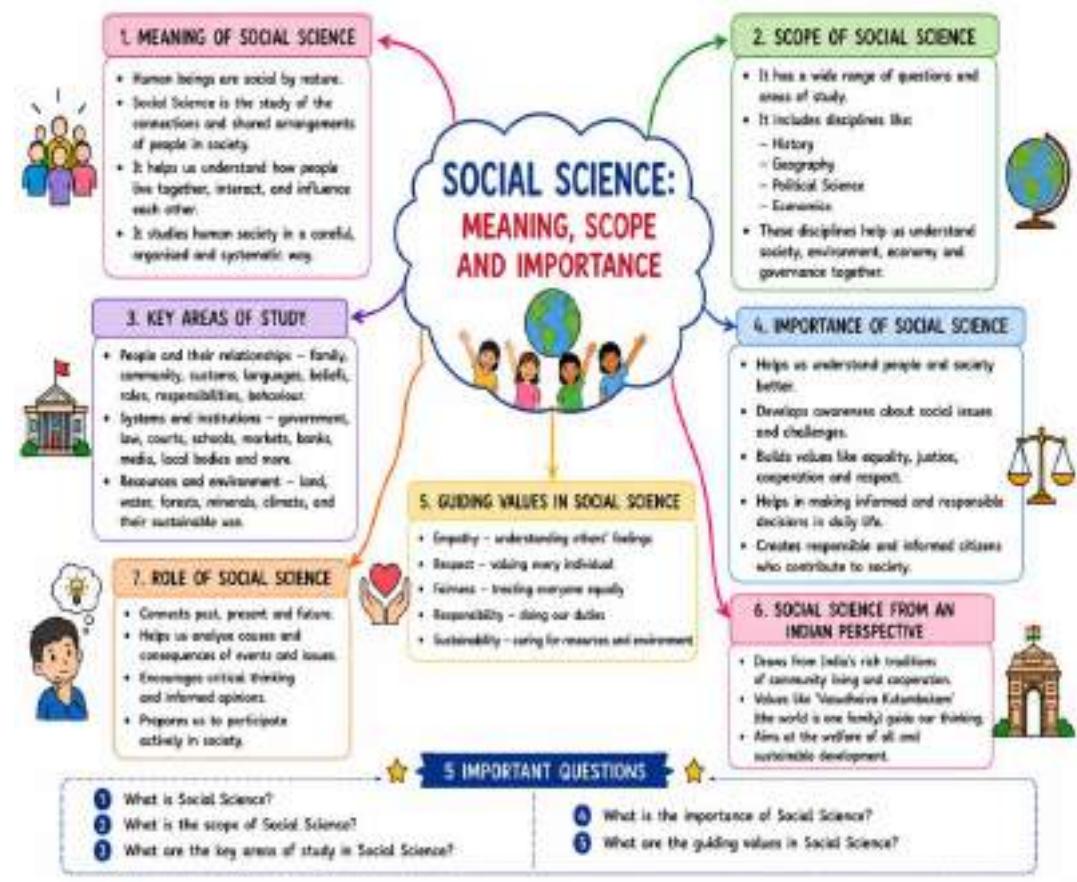 SOCIAL SCIENCE:
MEANING, SCOPE
AND IMPORTANCE
1. MEANING OF SOCIAL SCIENCE
• Human beings are social by nature.
• Social Science is the study of the
connections and shared arrangements
of people in society.
• It helps us understand how people
live together, interact, and influence
each other.
• It studies human society in a careful,
organised and systematic way.
2. SCOPE OF SOCIAL SCIENCE
• It has a wide range of questions and
areas of study.
• It includes disciplines like:
– History
– Geography
– Political Science
– Economics
• These disciplines help us understand
society, environment, economy and
governance together.
3. KEY AREAS OF STUDY
• People and their relationships – family,
community, customs, languages, beliefs,
roles, responsibilities, behaviour.
• Systems and institutions – government,
law, courts, schools, markets, banks,
media, local bodies and more.
• Resources and environment – land,
water, forests, minerals, climate, and
their sustainable use.
4. IMPORTANCE OF SOCIAL SCIENCE
• Helps us understand people and society
better.
• Develops awareness about social issues
and challenges.
• Builds values like equality, justice,
cooperation and respect.
• Helps in making informed and responsible
decisions in daily life.
• Creates responsible and informed citizens
who contribute to society.
5. GUIDING VALUES IN SOCIAL SCIENCE
• Empathy – understanding others' feelings
• Respect – valuing every individual
• Fairness – treating everyone equally
• Responsibility – doing our duties
• Sustainability – caring for resources and environment
6. SOCIAL SCIENCE FROM AN
INDIAN PERSPECTIVE
• Draws from India's rich traditions
of community living and cooperation.
• Values like 'Vasudhaiva Kutumbakam'
(the world is one family) guide our thinking.
• Aims at the welfare of all and
sustainable development.
7. ROLE OF SOCIAL SCIENCE
• Connects past, present and future.
• Helps us analyse causes and
consequences of events and issues.
• Encourages critical thinking
and informed opinions.
• Prepares us to participate
actively in society.
5 IMPORTANT QUESTIONS
1 What is Social Science?
2 What is the scope of Social Science?
3 What are the key areas of study in Social Science?
4 What is the importance of Social Science?
5 What are the guiding values in Social Science?